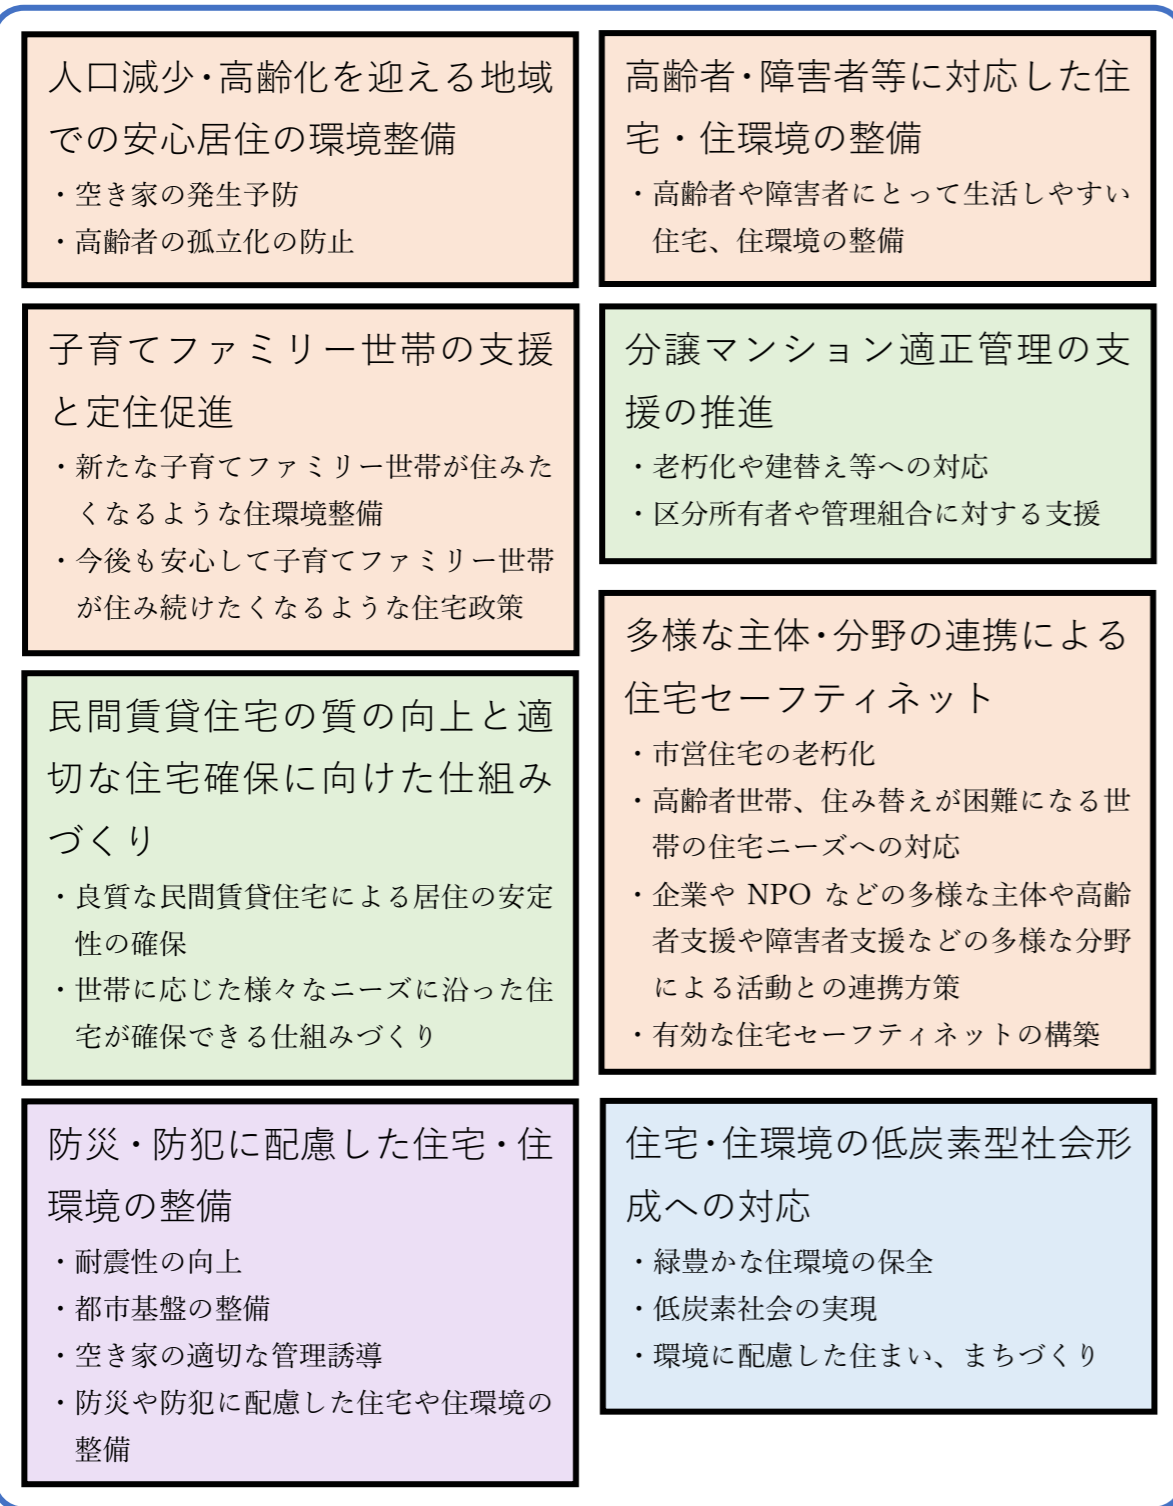 人口減少・高齢化を迎える地域
での安心居住の環境整備
・空き家の発生予防
・高齢者の孤立化の防止
高齢者・障害者等に対応した住
宅・住環境の整備
・高齢者や障害者にとって生活しやすい
住宅、住環境の整備
子育てファミリー世帯の支援
と定住促進
・新たな子育てファミリー世帯が住みた
くなるような住環境整備
・今後も安心して子育てファミリー世帯
が住み続けたくなるような住宅政策
分譲マンション適正管理の支
援の推進
・老朽化や建替え等への対応
・区分所有者や管理組合に対する支援
民間賃貸住宅の質の向上と適
切な住宅確保に向けた仕組み
づくり
・良質な民間賃貸住宅による居住の安定
性の確保
・世帯に応じた様々なニーズに沿った住
宅が確保できる仕組みづくり
多様な主体・分野の連携による
住宅セーフティネット
・市営住宅の老朽化
・高齢者世帯、住み替えが困難になる世
帯の住宅ニーズへの対応
・企業や NPO などの多様な主体や高齢
者支援や障害者支援などの多様な分野
による活動との連携方策
・有効な住宅セーフティネットの構築
防災・防犯に配慮した住宅・住
環境の整備
・耐震性の向上
・都市基盤の整備
・空き家の適切な管理誘導
・防災や防犯に配慮した住宅や住環境の
整備
住宅・住環境の低炭素型社会形
成への対応
・緑豊かな住環境の保全
・低炭素社会の実現
・環境に配慮した住まい、まちづくり